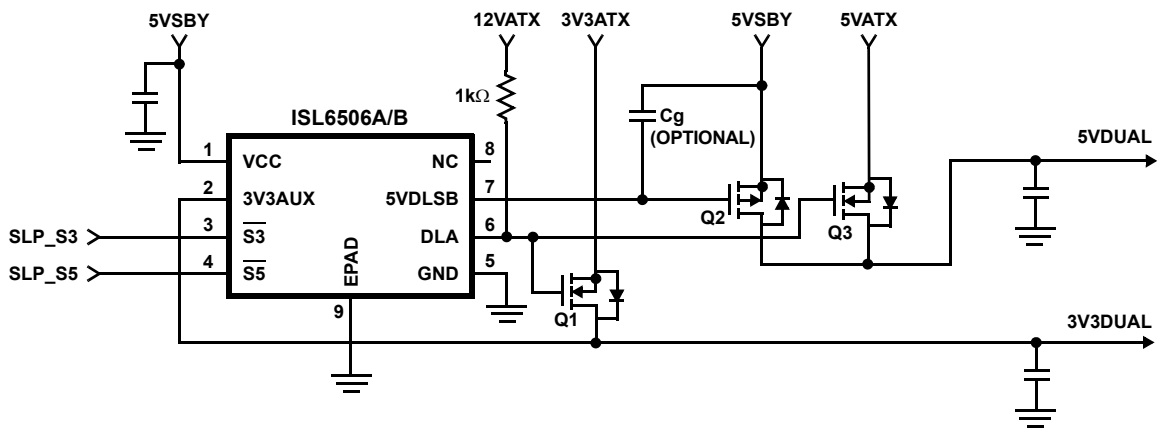 5VSBY
12VATX
3V3ATX
5VSBY
5VATX
1kΩ
ISL6506A/B
Cg
(OPTIONAL)
1
VCC
NC
8
5VDUAL
2
3V3AUX
5VDLSB
7
Q2
Q3
SLP_S3
3
S3
DLA
6
SLP_S5
4
S5
EPAD
GND
5
9
Q1
3V3DUAL